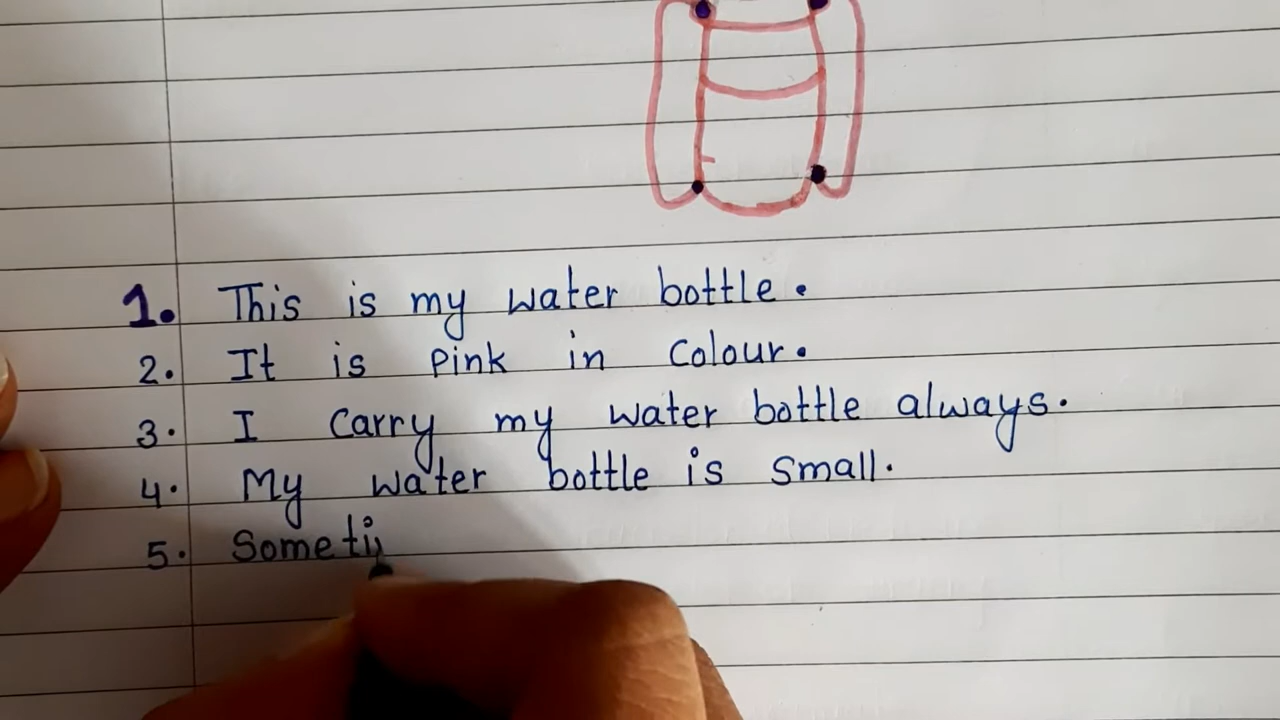 1. This is my water bottle.
2. It is pink in colour.
3. I carry my water bottle always.
4. My water bottle is small.
5. Someti